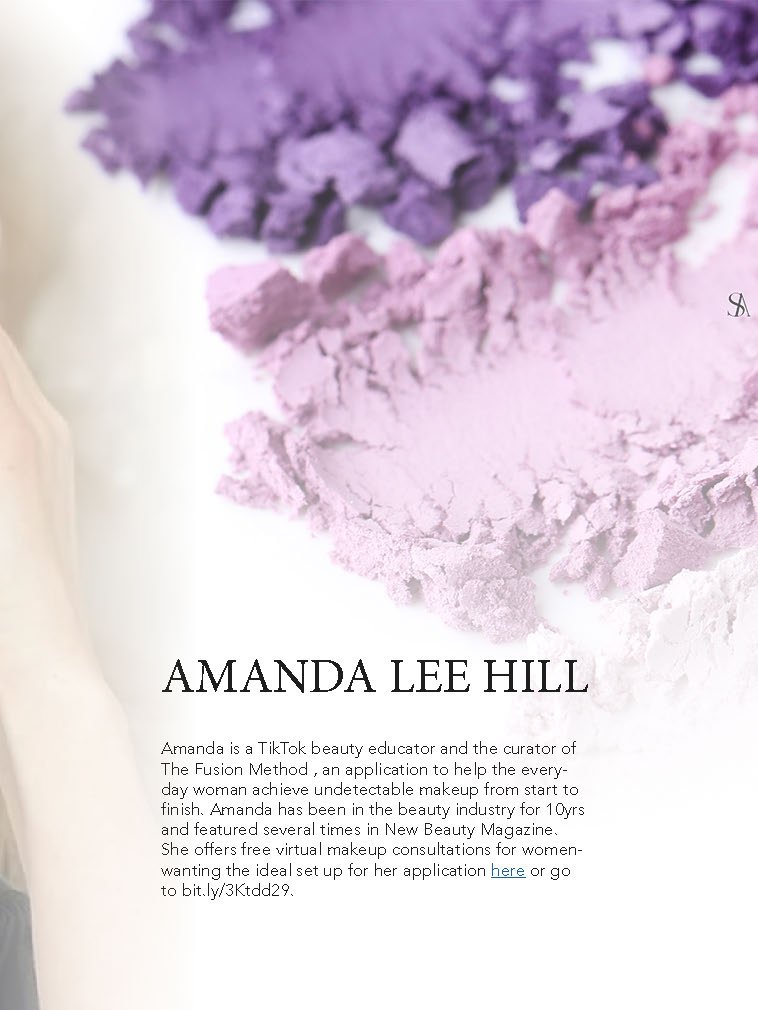 SA
AMANDA LEE HILL
Amanda is a TikTok beauty educator and the curator of
The Fusion Method , an application to help the every-
day woman achieve undetectable makeup from start to
finish. Amanda has been in the beauty industry for 10yrs
and featured several times in New Beauty Magazine.
She offers free virtual makeup consultations for women-
wanting the ideal set up for her application here or go
to bit.ly/3Ktdd29.